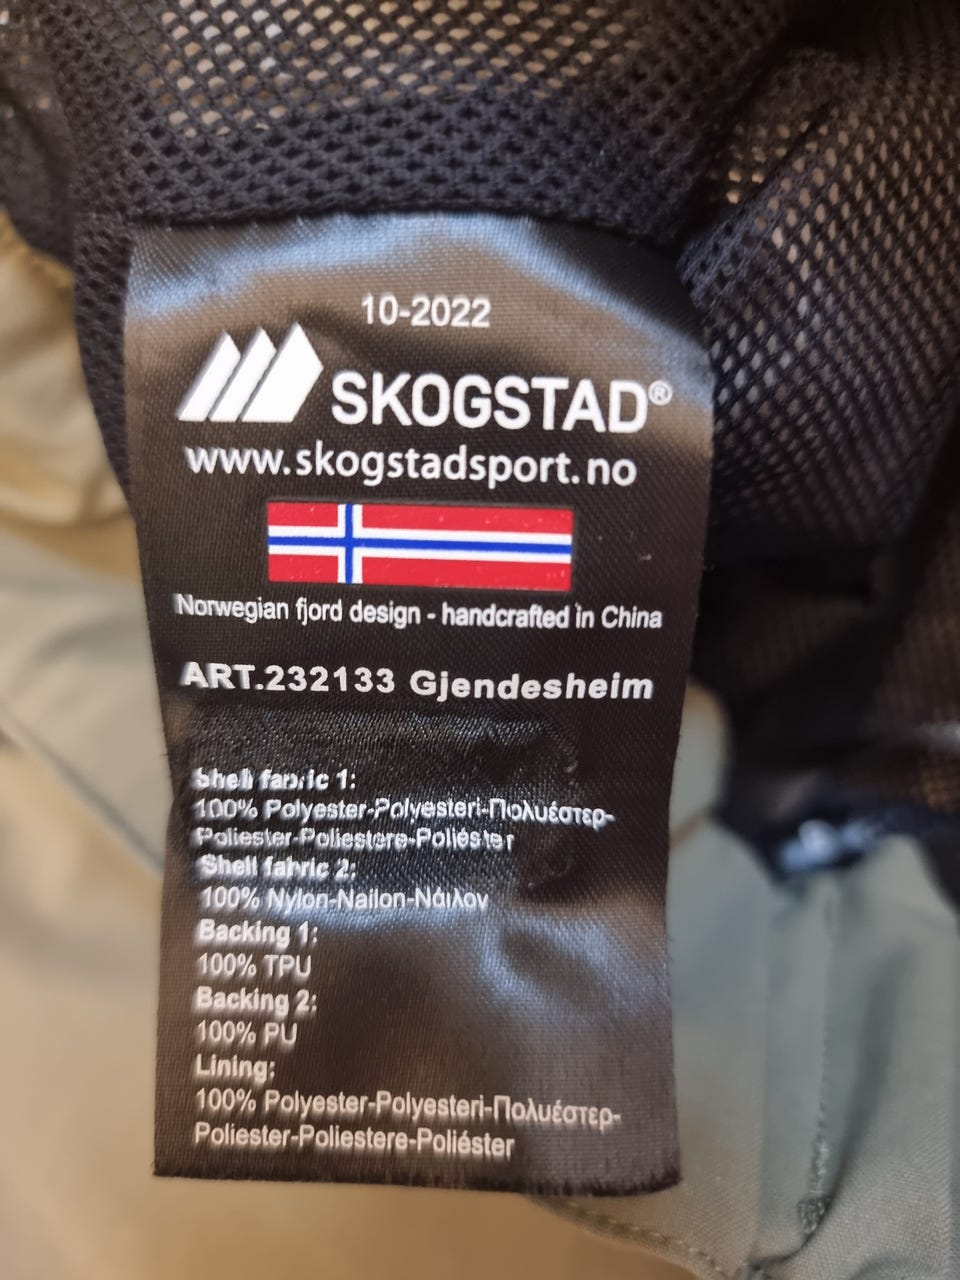 10-2022
SKOGSTAD®
www.skogstadsport.no
Norwegian fjord design - handcrafted in China
ART.232133 Gjendesheim
Shell fabric 1:
100% Polyester-Polyesteri-Πολυέστερ-
Poliester-Poliestere-Poliéster
Shell fabric 2:
100% Nylon-Nailon-Νάιλον
Backing 1:
100% TPU
Backing 2:
100% PU
Lining:
100% Polyester-Polyesteri-Πολυέστερ-
Poliester-Poliestere-Poliéster